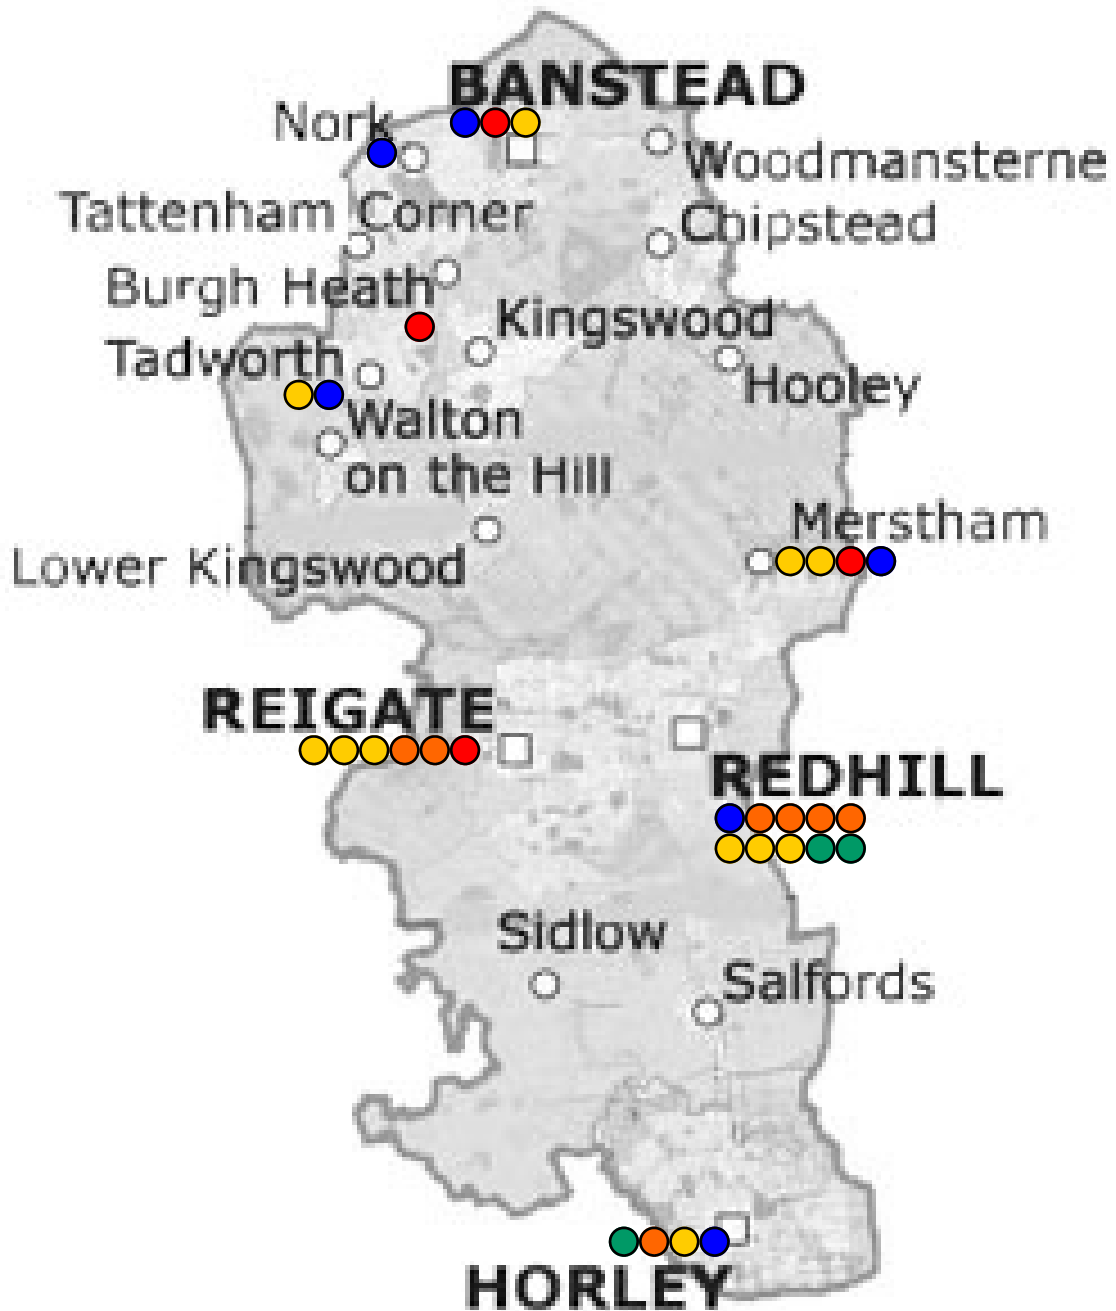 BANSTEAD
Nork
Woodmansterne
Tattenham Corner
Chipstead
Burgh Heath
Kingswood
Tadworth
Hooley
Walton
on the Hill
Merstham
Lower Kingswood
REIGATE
REDHILL
Sidlow
Salfords
HORLEY